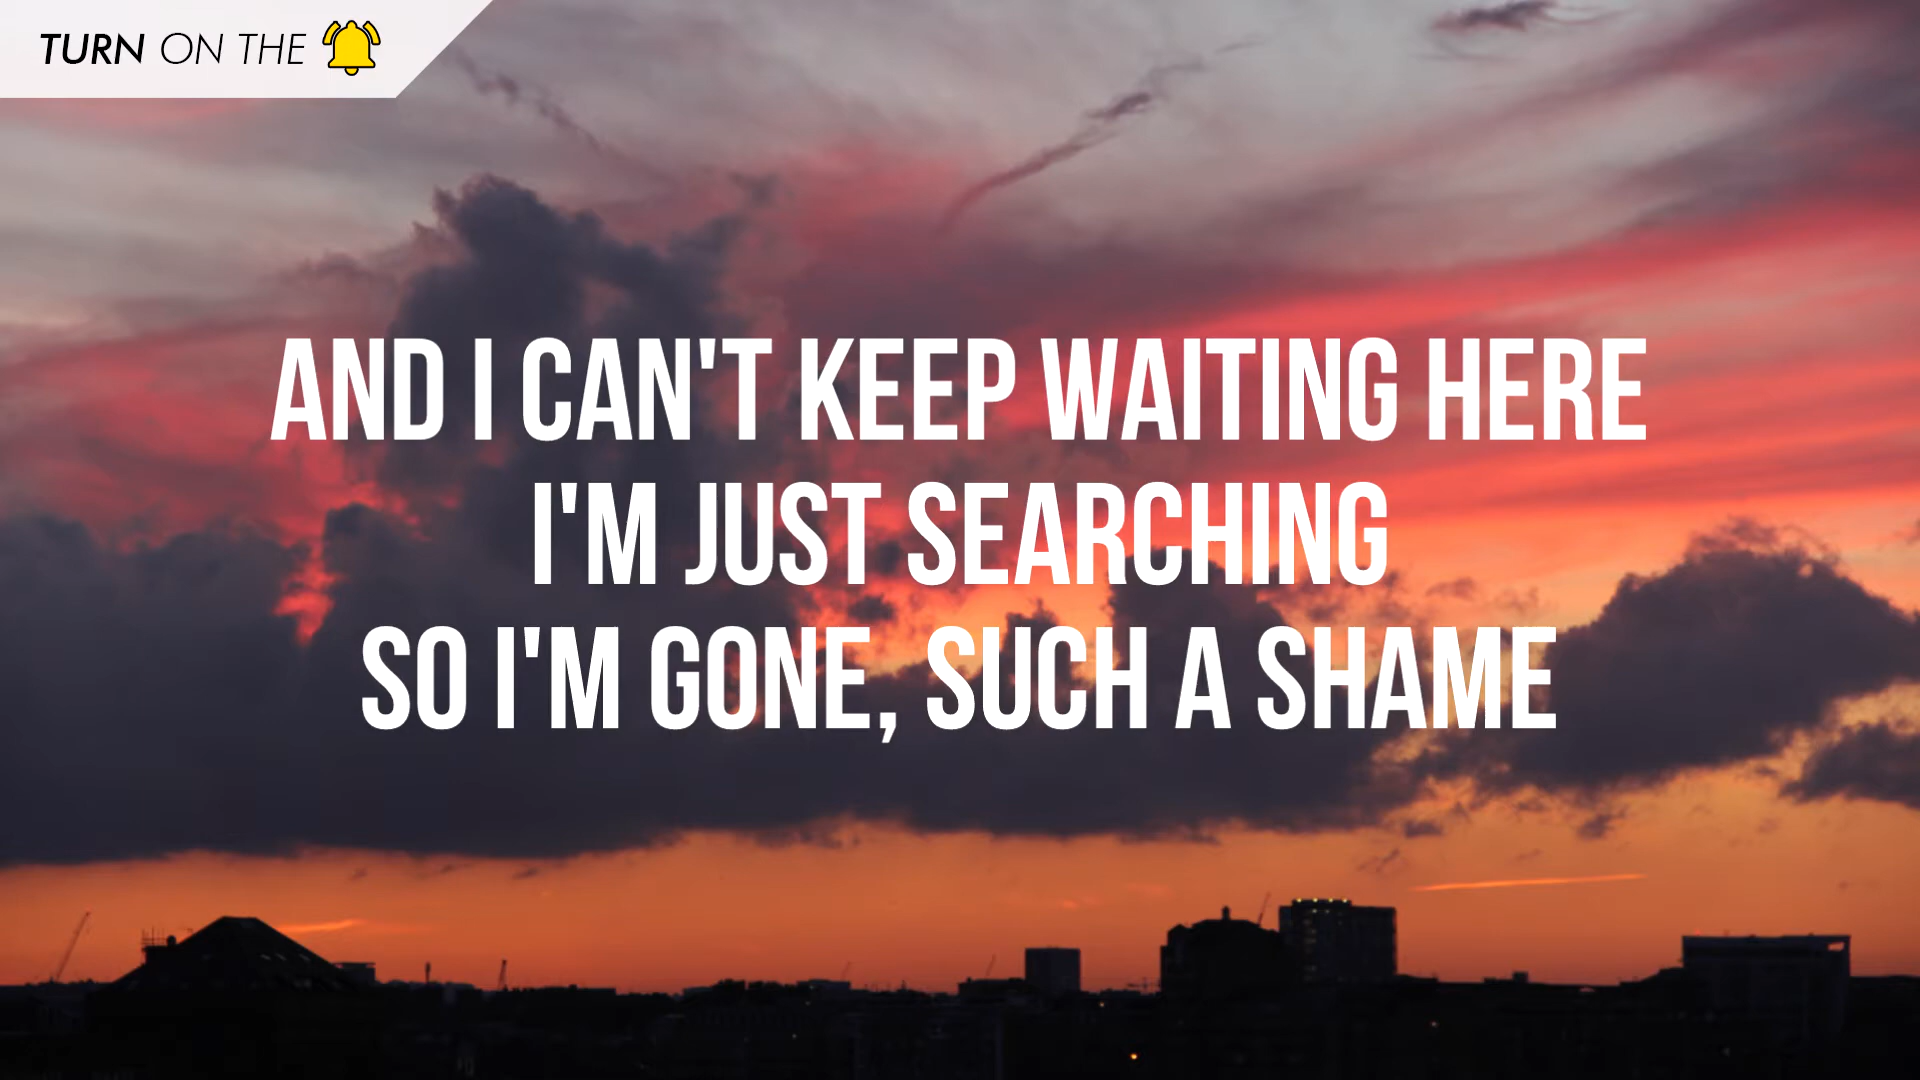 TURN ON THE
AND I CAN'T KEEP WAITING HERE
I'M JUST SEARCHING
SO I'M GONE, SUCH A SHAME